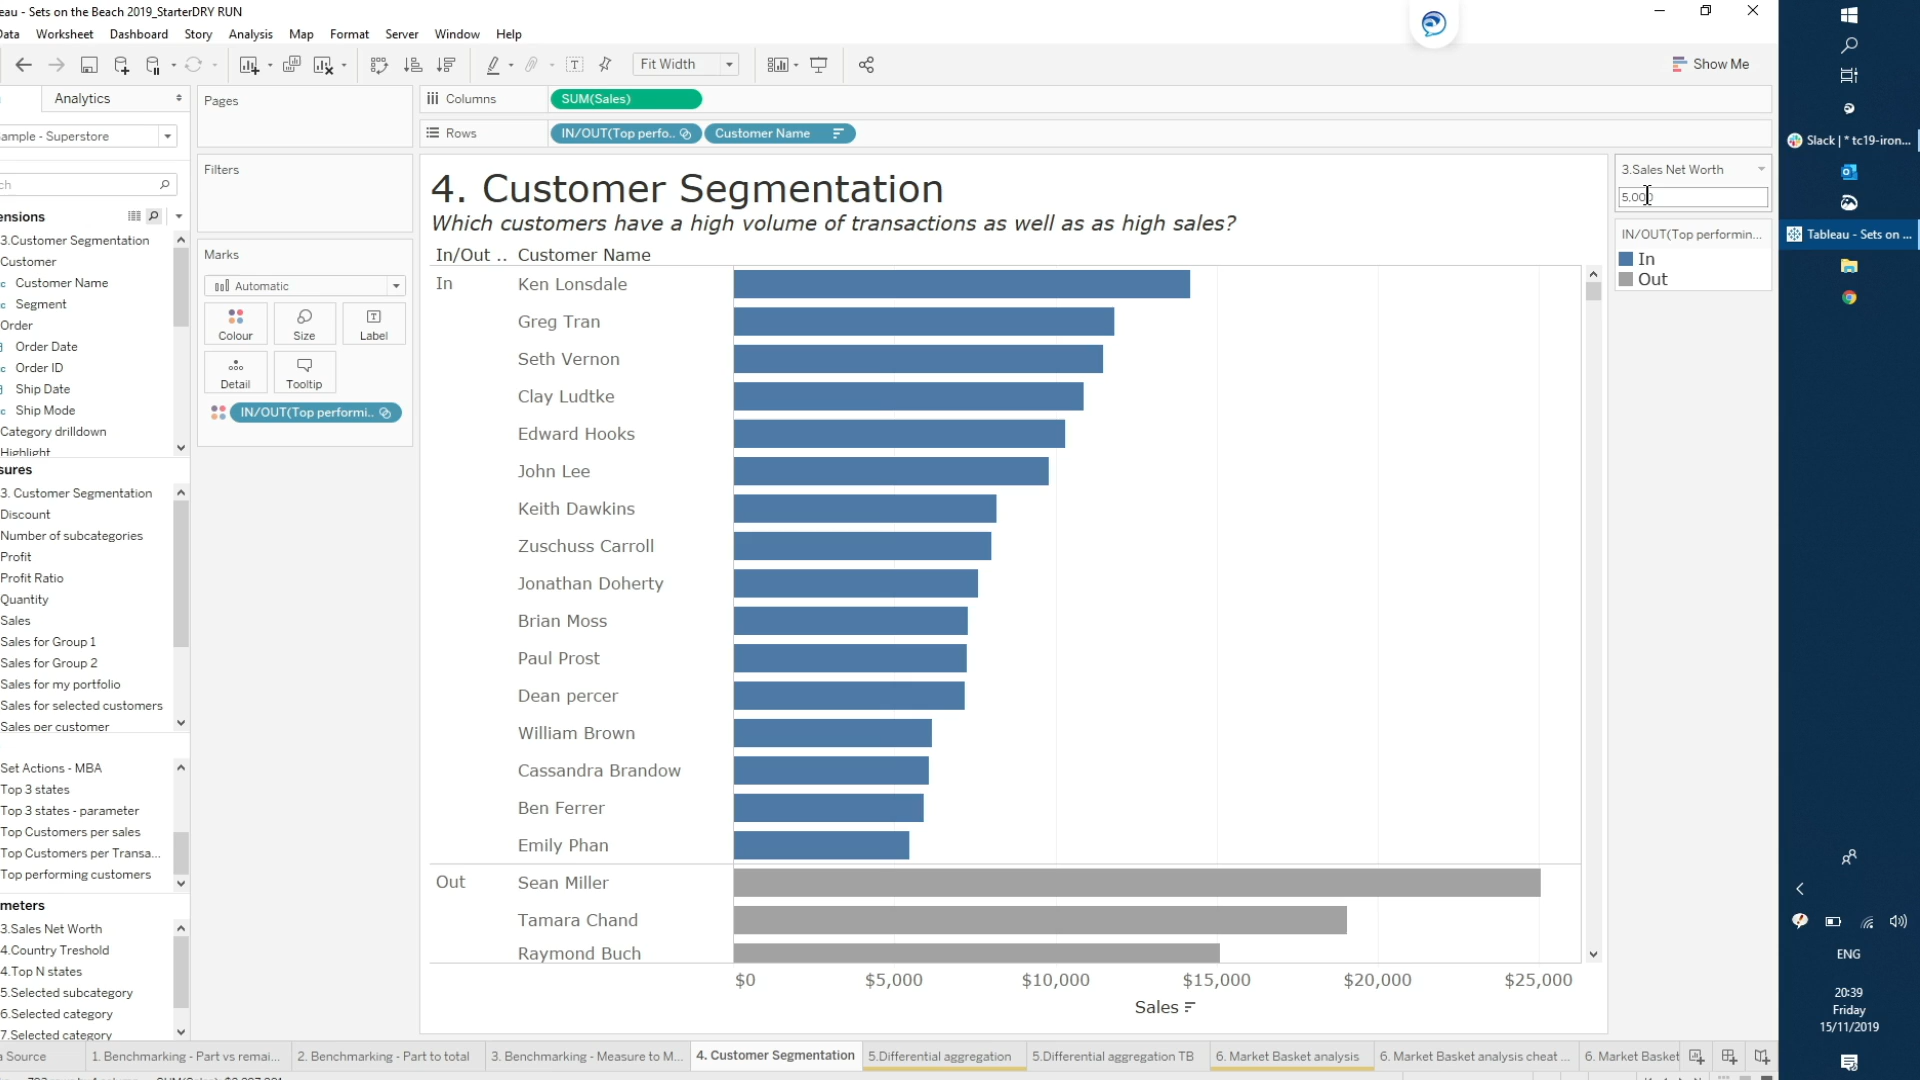 eau - Sets on the Beach 2019_StarterDRY RUN
Data Worksheet Dashboard Story Analysis Map Format Server Window Help
Fit Width
Show Me
Analytics
ample - Superstore
ch
ensions
3.Customer Segmentation
Customer
Customer Name
Segment
Order
Order Date
Order ID
Ship Date
Ship Mode
Category drilldown
Highlight
sures
3. Customer Segmentation
Discount
Number of subcategories
Profit
Profit Ratio
Quantity
Sales
Sales for Group 1
Sales for Group 2
Sales for my portfolio
Sales for selected customers
Sales per customer
Set Actions - MBA
Top 3 states
Top 3 states - parameter
Top Customers per sales
Top Customers per Transa...
Top performing customers
meters
3.Sales Net Worth
4.Country Treshold
4.Top N states
5.Selected subcategory
6.Selected category
7.Selected category
Pages
Filters
Marks
Automatic
Colour Size Label
Detail Tooltip
IN/OUT(Top performi..
Columns SUM(Sales)
Rows IN/OUT(Top perfo.. Customer Name
4. Customer Segmentation
Which customers have a high volume of transactions as well as as high sales?
In/Out .. Customer Name
In Ken Lonsdale
Greg Tran
Seth Vernon
Clay Ludtke
Edward Hooks
John Lee
Keith Dawkins
Zuschuss Carroll
Jonathan Doherty
Brian Moss
Paul Prost
Dean percer
William Brown
Cassandra Brandow
Ben Ferrer
Emily Phan
Out Sean Miller
Tamara Chand
Raymond Buch
$0 $5,000 $10,000 $15,000 $20,000 $25,000
Sales
3.Sales Net Worth
5.000
IN/OUT(Top performin...
In
Out
Slack | * tc19-iron...
Tableau - Sets on ...
ENG
20:39
Friday
15/11/2019
a Source 1. Benchmarking - Part vs remai... 2. Benchmarking - Part to total 3. Benchmarking - Measure to M... 4. Customer Segmentation 5.Differential aggregation 5.Differential aggregation TB 6. Market Basket analysis 6. Market Basket analysis cheat ... 6. Market Basket